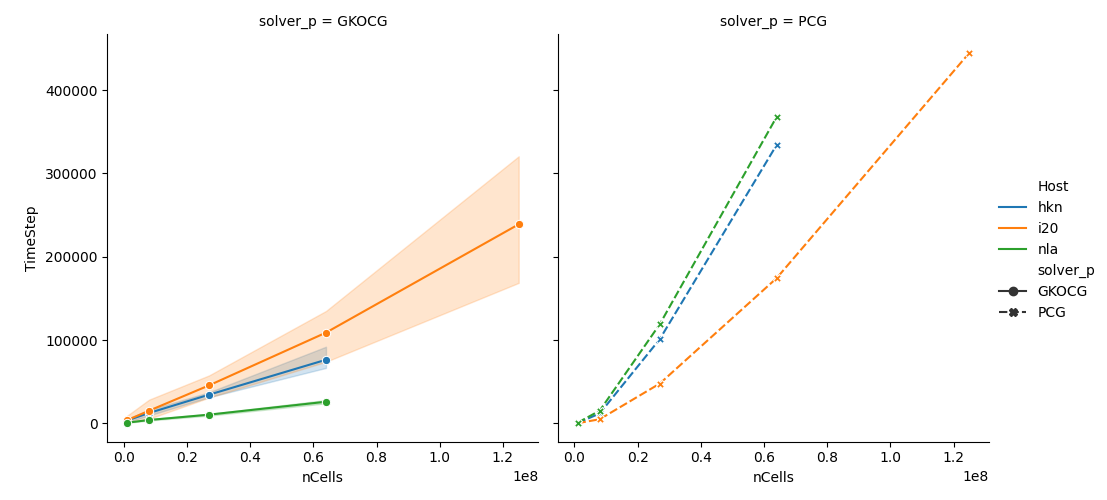 solver_p = GKOCG
solver_p = PCG
TimeStep
400000
300000
200000
100000
0
0.0 0.2 0.4 0.6 0.8 1.0 1.2
1e8
nCells
0.0 0.2 0.4 0.6 0.8 1.0 1.2
1e8
nCells
Host
hkn
i20
nla
solver_p
GKOCG
PCG